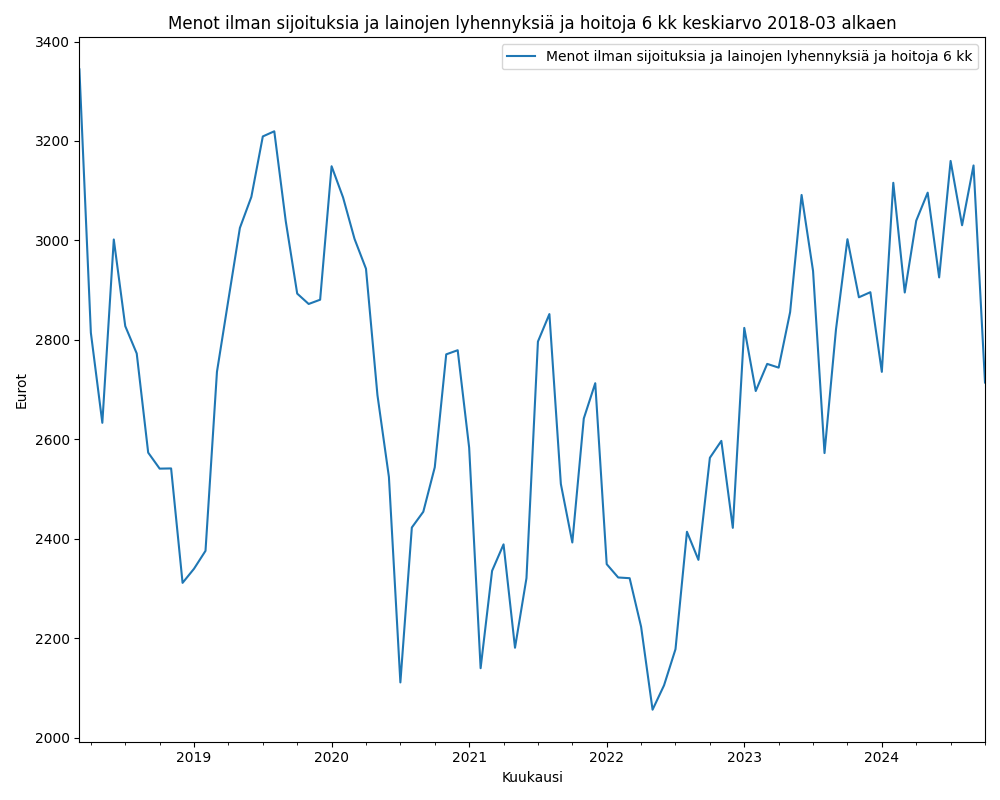 Menot ilman sijoituksia ja lainojen lyhennyksiä ja hoitoja 6 kk keskiarvo 2018-03 alkaen
Menot ilman sijoituksia ja lainojen lyhennyksiä ja hoitoja 6 kk
3400
3200
3000
2800
2600
2400
2200
2000
Eurot
2019 2020 2021 2022 2023 2024
Kuukausi